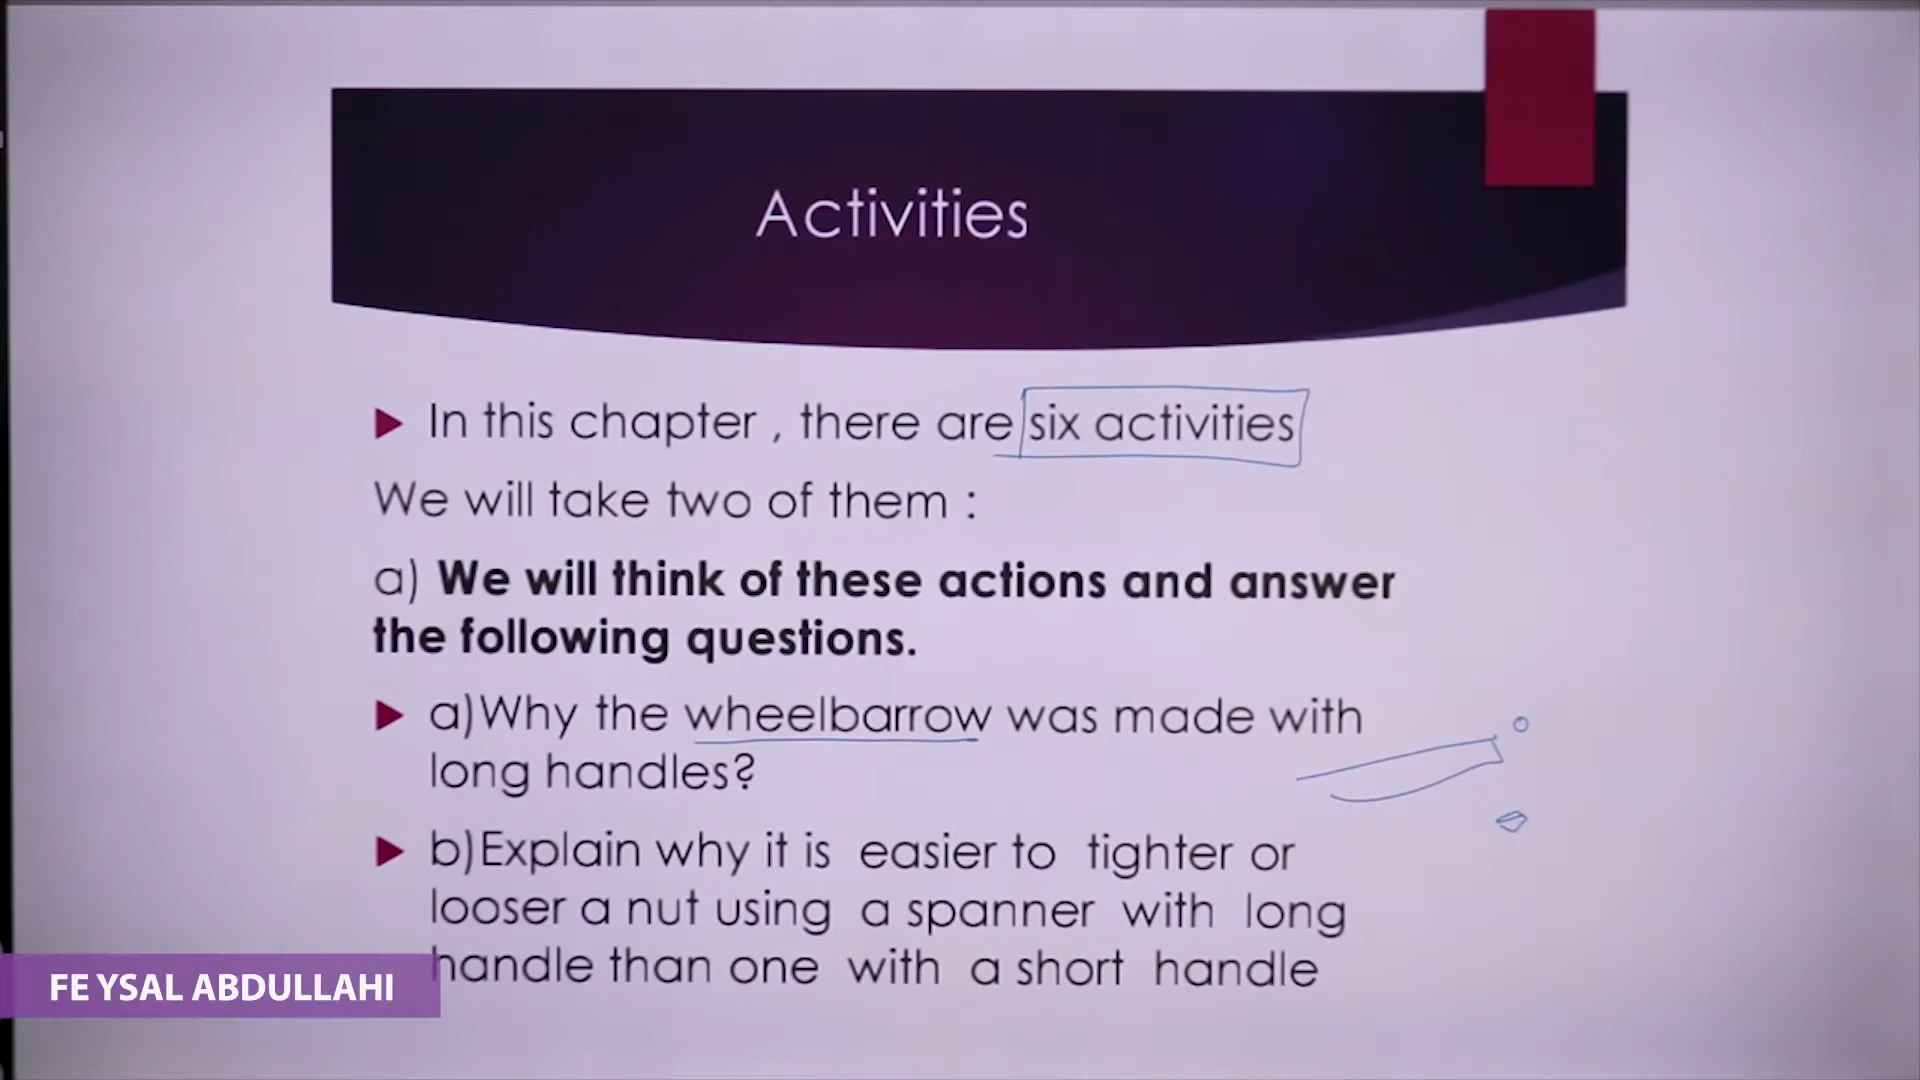 Activities
In this chapter , there are six activities
We will take two of them :
a) We will think of these actions and answer
the following questions.
a)Why the wheelbarrow was made with
long handles?
b)Explain why it is easier to tighter or
looser a nut using a spanner with long
handle than one with a short handle
FE YSAL ABDULLAHI